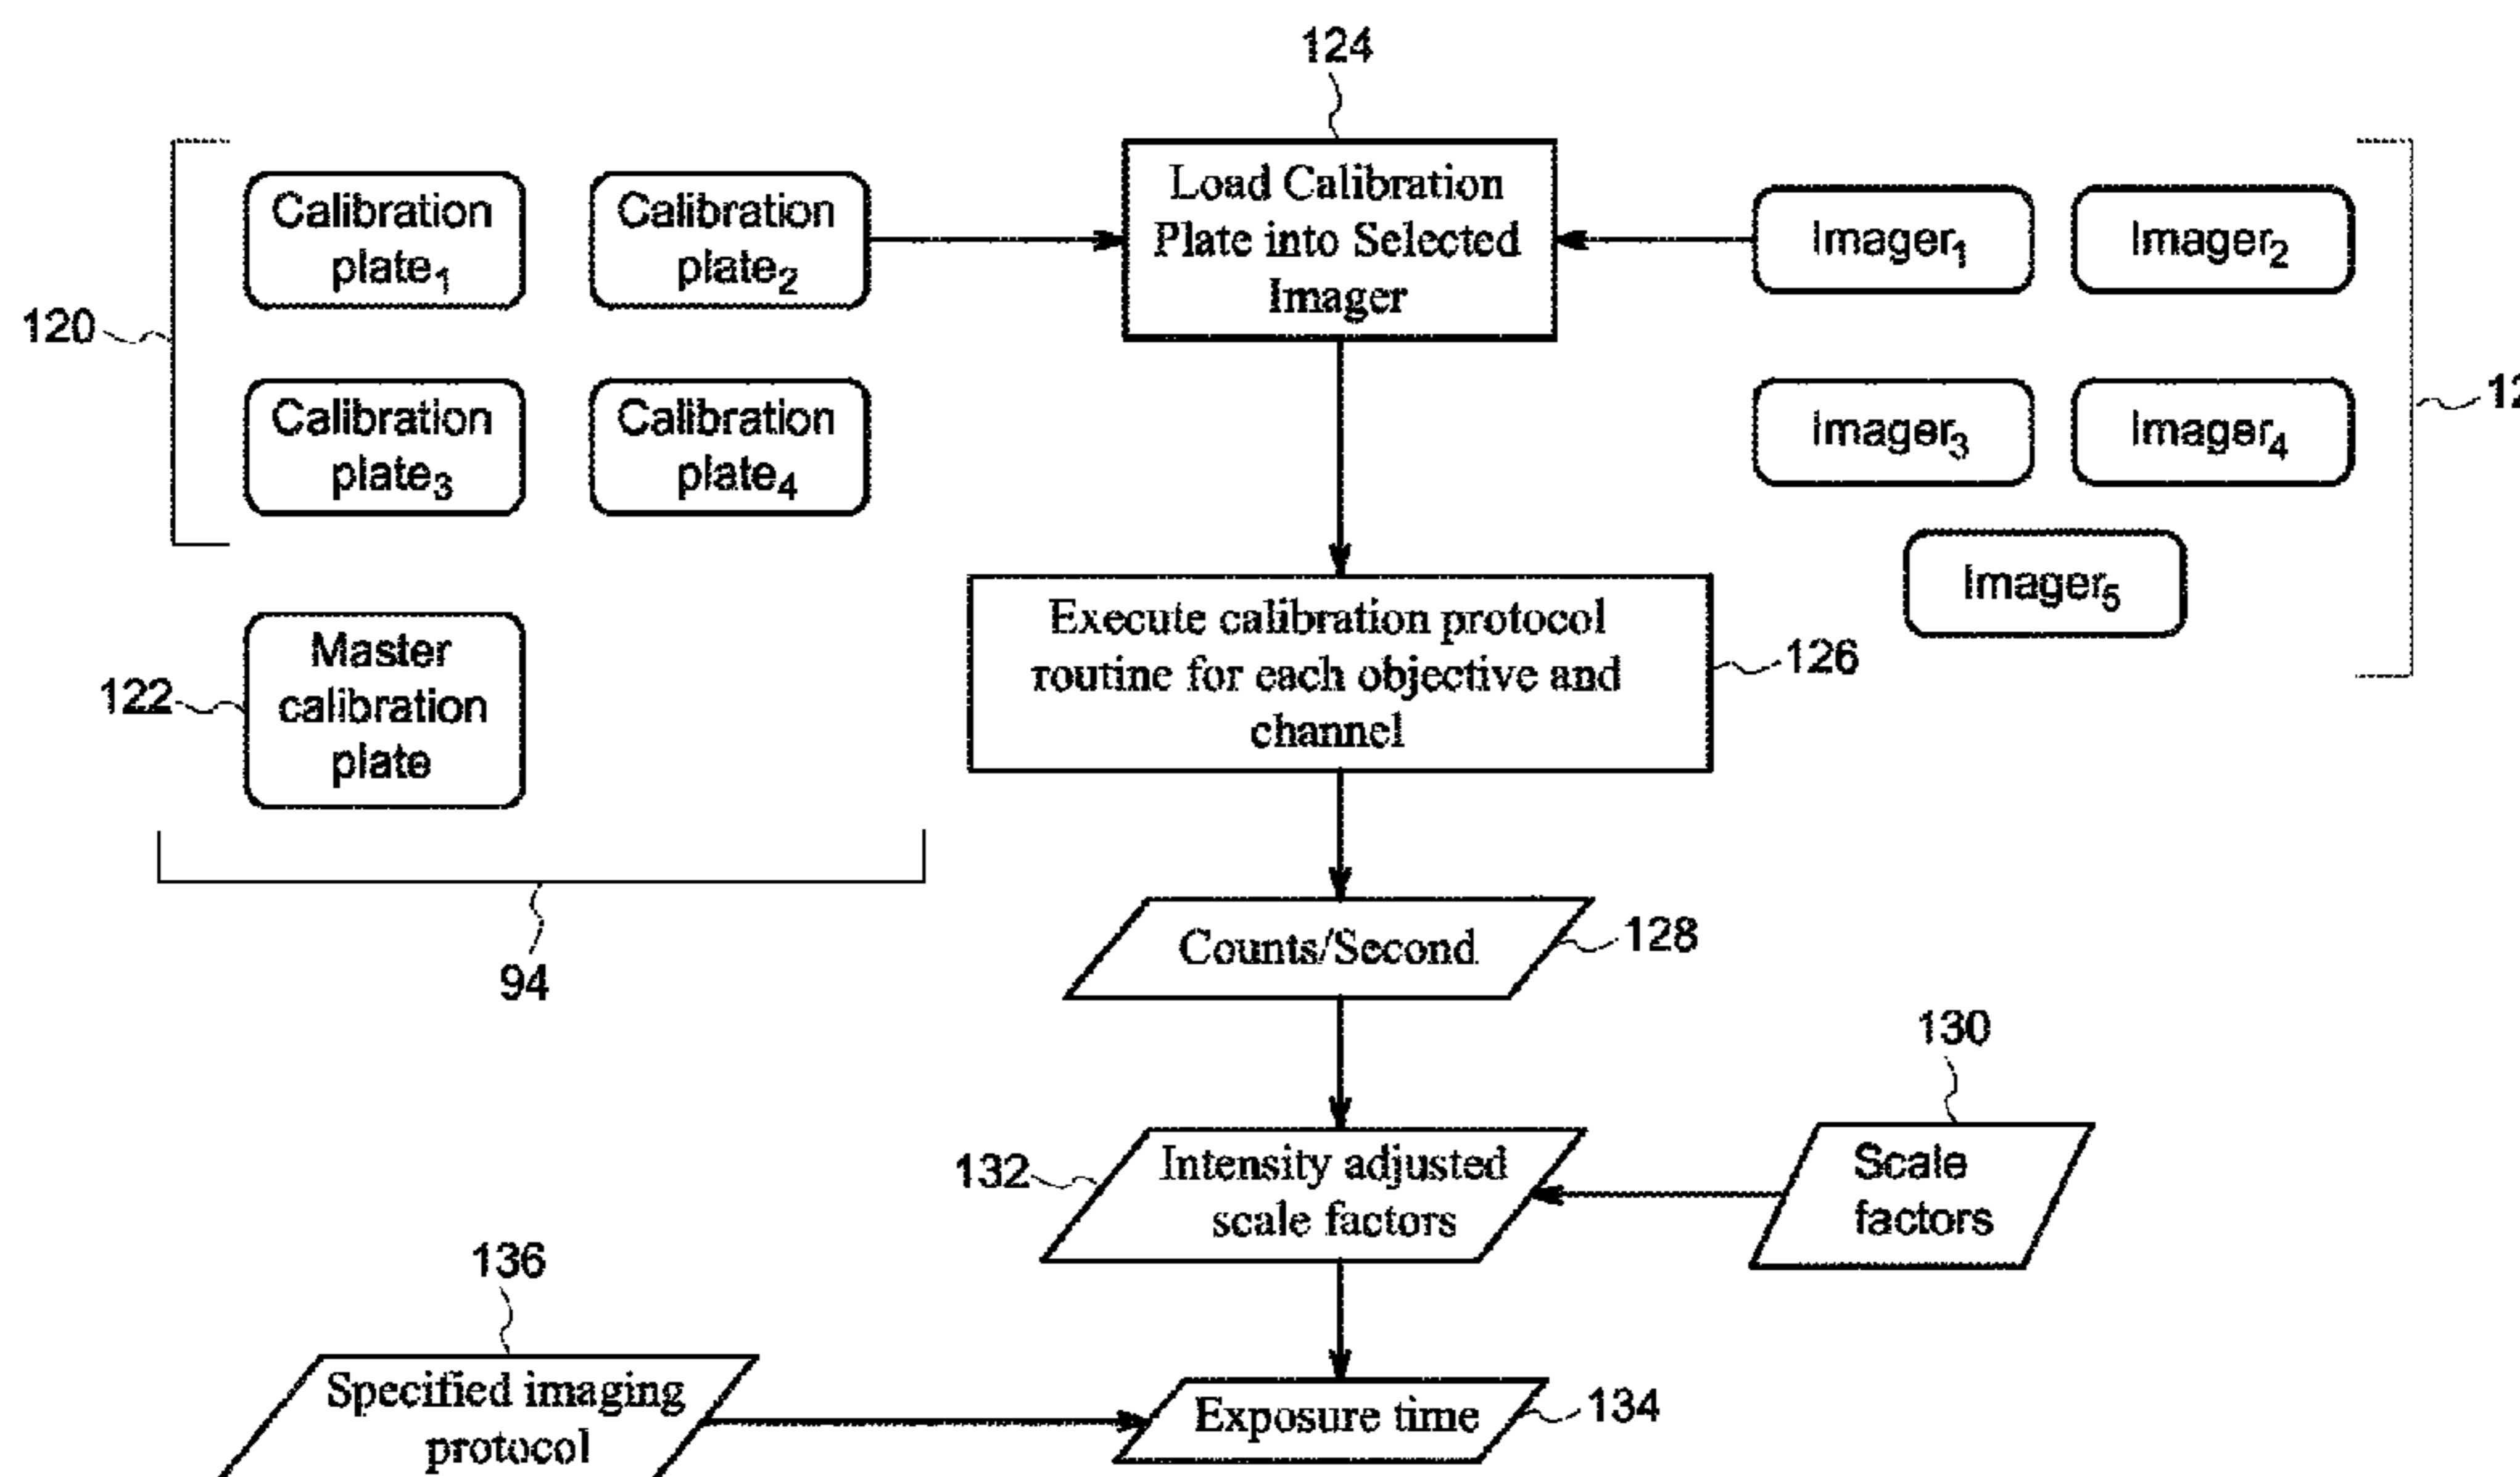 124
Calibration
plate1
Calibration
plate2
Load Calibration
Plate into Selected
Imager
Imager1
Imager2
120
Calibration
plate3
Calibration
plate4
Imager3
Imager4
Imager5
Master
calibration
plate
122
Execute calibration protocol
routine for each objective and
channel
126
94
Counts/Second
128
130
132
Intensity adjusted
scale factors
Scale
factors
136
Specified imaging
protocol
Exposure time
134